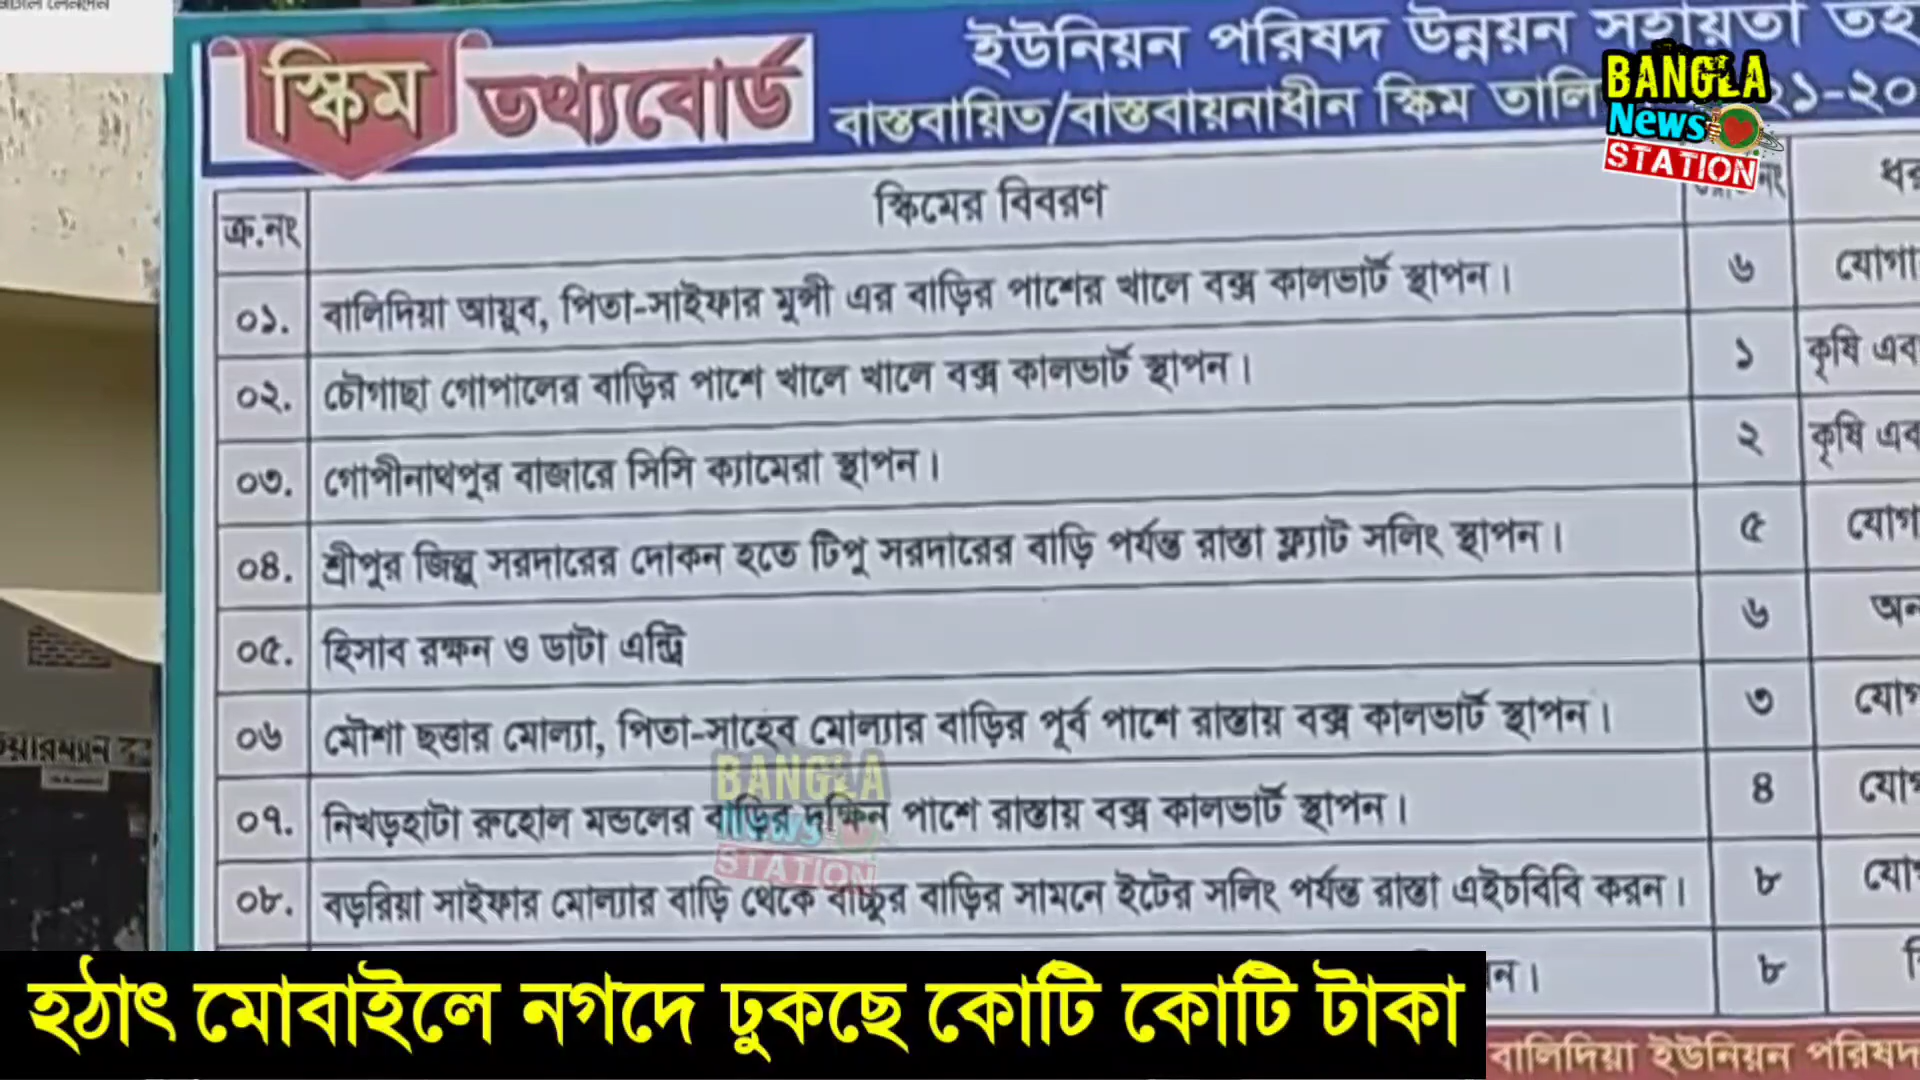 স্কিম তথ্যবোর্ড
ইউনিয়ন পরিষদ উন্নয়ন সহায়তা
বাস্তবায়িত/বাস্তবায়নাধীন স্কিম
BANGLA
News
STATION
ক্র.নং স্কিমের বিবরণ
০১. বালিদিয়া আয়ুব, পিতা-সাইফার মুন্সী এর বাড়ির পাশের খালে বক্স কালভার্ট স্থাপন। ৬
০২. চৌগাছা গোপালের বাড়ির পাশে খালে খালে বক্স কালভার্ট স্থাপন। ১ কৃষি
০৩. গোপীনাথপুর বাজারে সিসি ক্যামেরা স্থাপন। ২ কৃষি
০৪. শ্রীপুর জিল্লু সরদারের দোকন হতে টিপু সরদারের বাড়ি পর্যন্ত রাস্তা ফ্ল্যাট সলিং স্থাপন। ৫
০৫. হিসাব রক্ষন ও ডাটা এন্ট্রি ৬
০৬ মৌশা ছত্তার মোল্যা, পিতা-সাহেব মোল্যার বাড়ির পূর্ব পাশে রাস্তায় বক্স কালভার্ট স্থাপন। ৩
০৭. নিখড়হাটা রুহোল মন্ডলের বাড়ির দক্ষিন পাশে রাস্তায় বক্স কালভার্ট স্থাপন। ৪
BANGLA
News
STATION
০৮. বড়রিয়া সাইফার মোল্যার বাড়ি থেকে বাচ্চুর বাড়ির সামনে ইটের সলিং পর্যন্ত রাস্তা এইচবিবি করন। ৮
৮
হঠাৎ মোবাইলে নগদে ঢুকছে কোটি কোটি টাকা
বালিদিয়া ইউনিয়ন পরিষদ